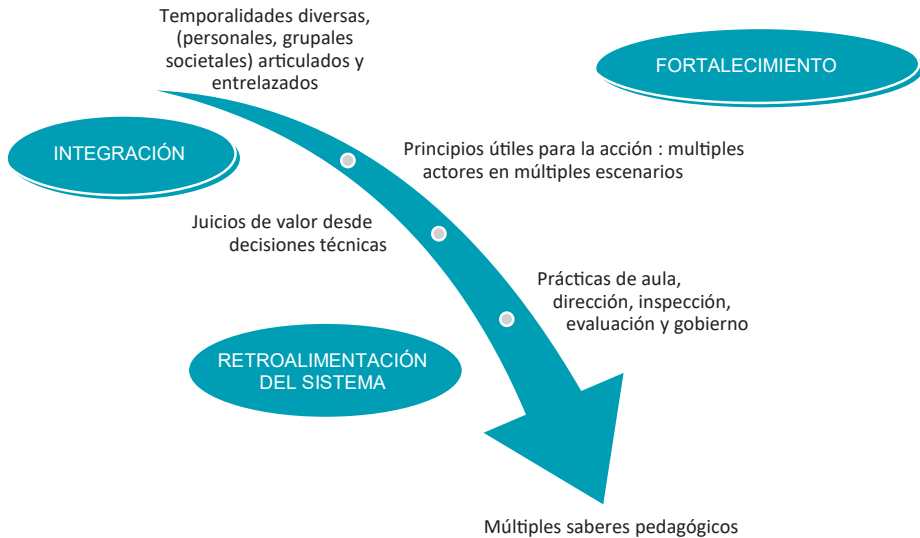 Temporalidades diversas,
(personales, grupales
societales) articulados y
entrelazados
FORTALECIMIENTO
INTEGRACIÓN
Principios útiles para la acción : multiples
actores en múltiples escenarios
Juicios de valor desde
decisiones técnicas
Prácticas de aula,
dirección, inspección,
evaluación y gobierno
RETROALIMENTACIÓN
DEL SISTEMA
Múltiples saberes pedagógicos